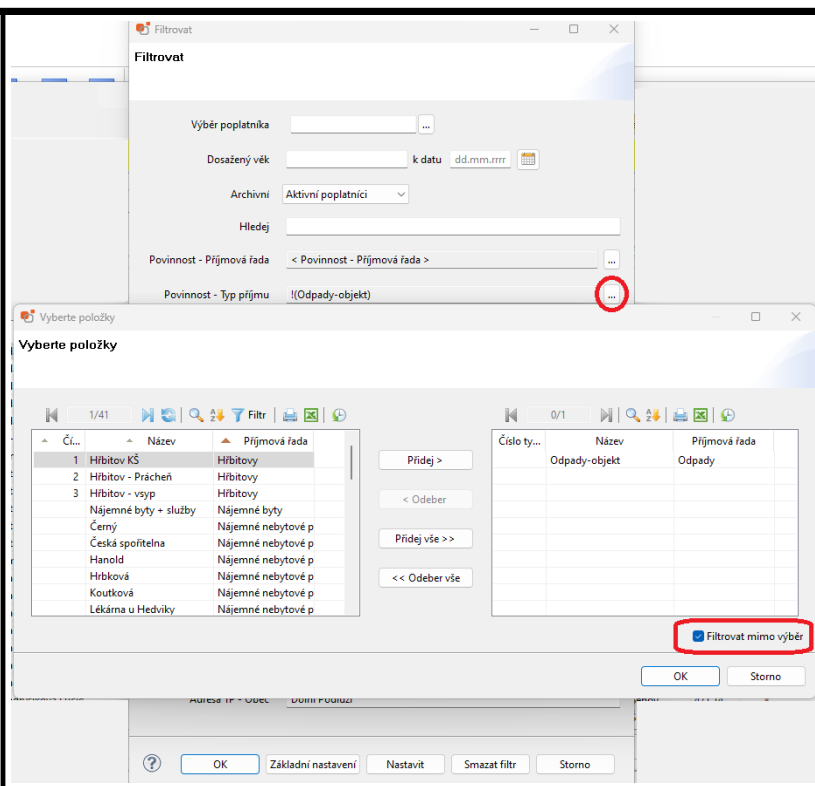 Filtrovat
Filtrovat
Výběr poplatníka ...
Dosažený věk k datu dd.mm.rrrr
Archivní Aktivní poplatníci
Hledej
Povinnost - Příjmová řada < Povinnost - Příjmová řada > ...
Povinnost - Typ příjmu !(Odpady-objekt) ...
Vyberte položky
Vyberte položky
1/41 Filtr 0/1
Čí... Název Příjmová řada Číslo ty... Název Příjmová řada
1 Hřbitov KŠ Hřbitovy Přidej > Odpady-objekt Odpady
2 Hřbitov - Prácheň Hřbitovy
3 Hřbitov - vsyp Hřbitovy
< Odeber
Nájemné byty + služby Nájemné byty
Černý Nájemné nebytové p
Česká spořitelna Nájemné nebytové p Přidej vše >>
Hanold Nájemné nebytové p
Hrbková Nájemné nebytové p << Odeber vše
Koutková Nájemné nebytové p
Lékárna u Hedviky Nájemné nebytové p
Filtrovat mimo výběr
OK Storno
Adresa TP - Obec Dolní Podluží
? OK Základní nastavení Nastavit Smazat filtr Storno